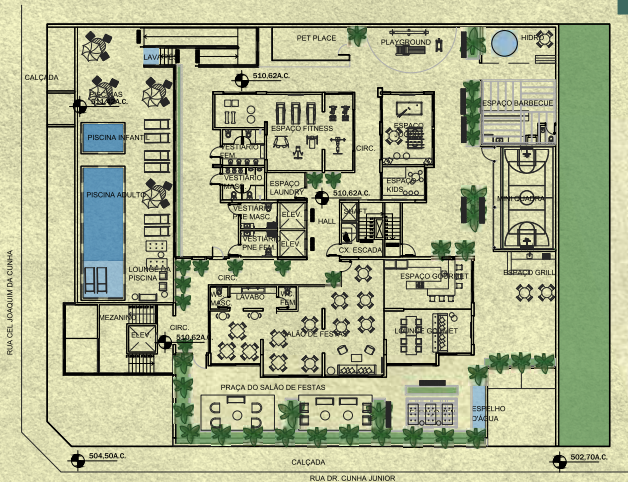 PET PLACE
PLAYGROUND
HIDRO
LAVA
CALÇADA
510,62A.C.
PISCINAS
ESPAÇO BARBECUE
ESPAÇO FITNESS
ESPAÇO
PISCINA INFANTIL
VESTIÁRIO
FEM.
CIRC.
VESTIÁRIO
MASC.
ESPAÇO
LAUNDRY
ESPAÇO
KIDS
PISCINA ADULTO
510,62A.C.
MINI QUADRA
VESTIÁRIO
PNE MASC.
ELEV.
HALL
VESTIÁRIO
PNE FEM.
ELEV.
CX. ESCADA
LOUNGE DA
PISCINA
CIRC.
ESPAÇO GOURMET
ESPAÇO GRILL
MASC.
LAVABO
FEM.
MEZANINO
CIRC.
ELEV.
510,62A.C.
SALÃO DE FESTAS
LOUNGE GOURMET
PRAÇA DO SALÃO DE FESTAS
ESPELHO
D'ÁGUA
504,50A.C.
CALÇADA
502,70A.C.
RUA DR. CUNHA JUNIOR
RUA CEL JOAQUIM DA CUNHA